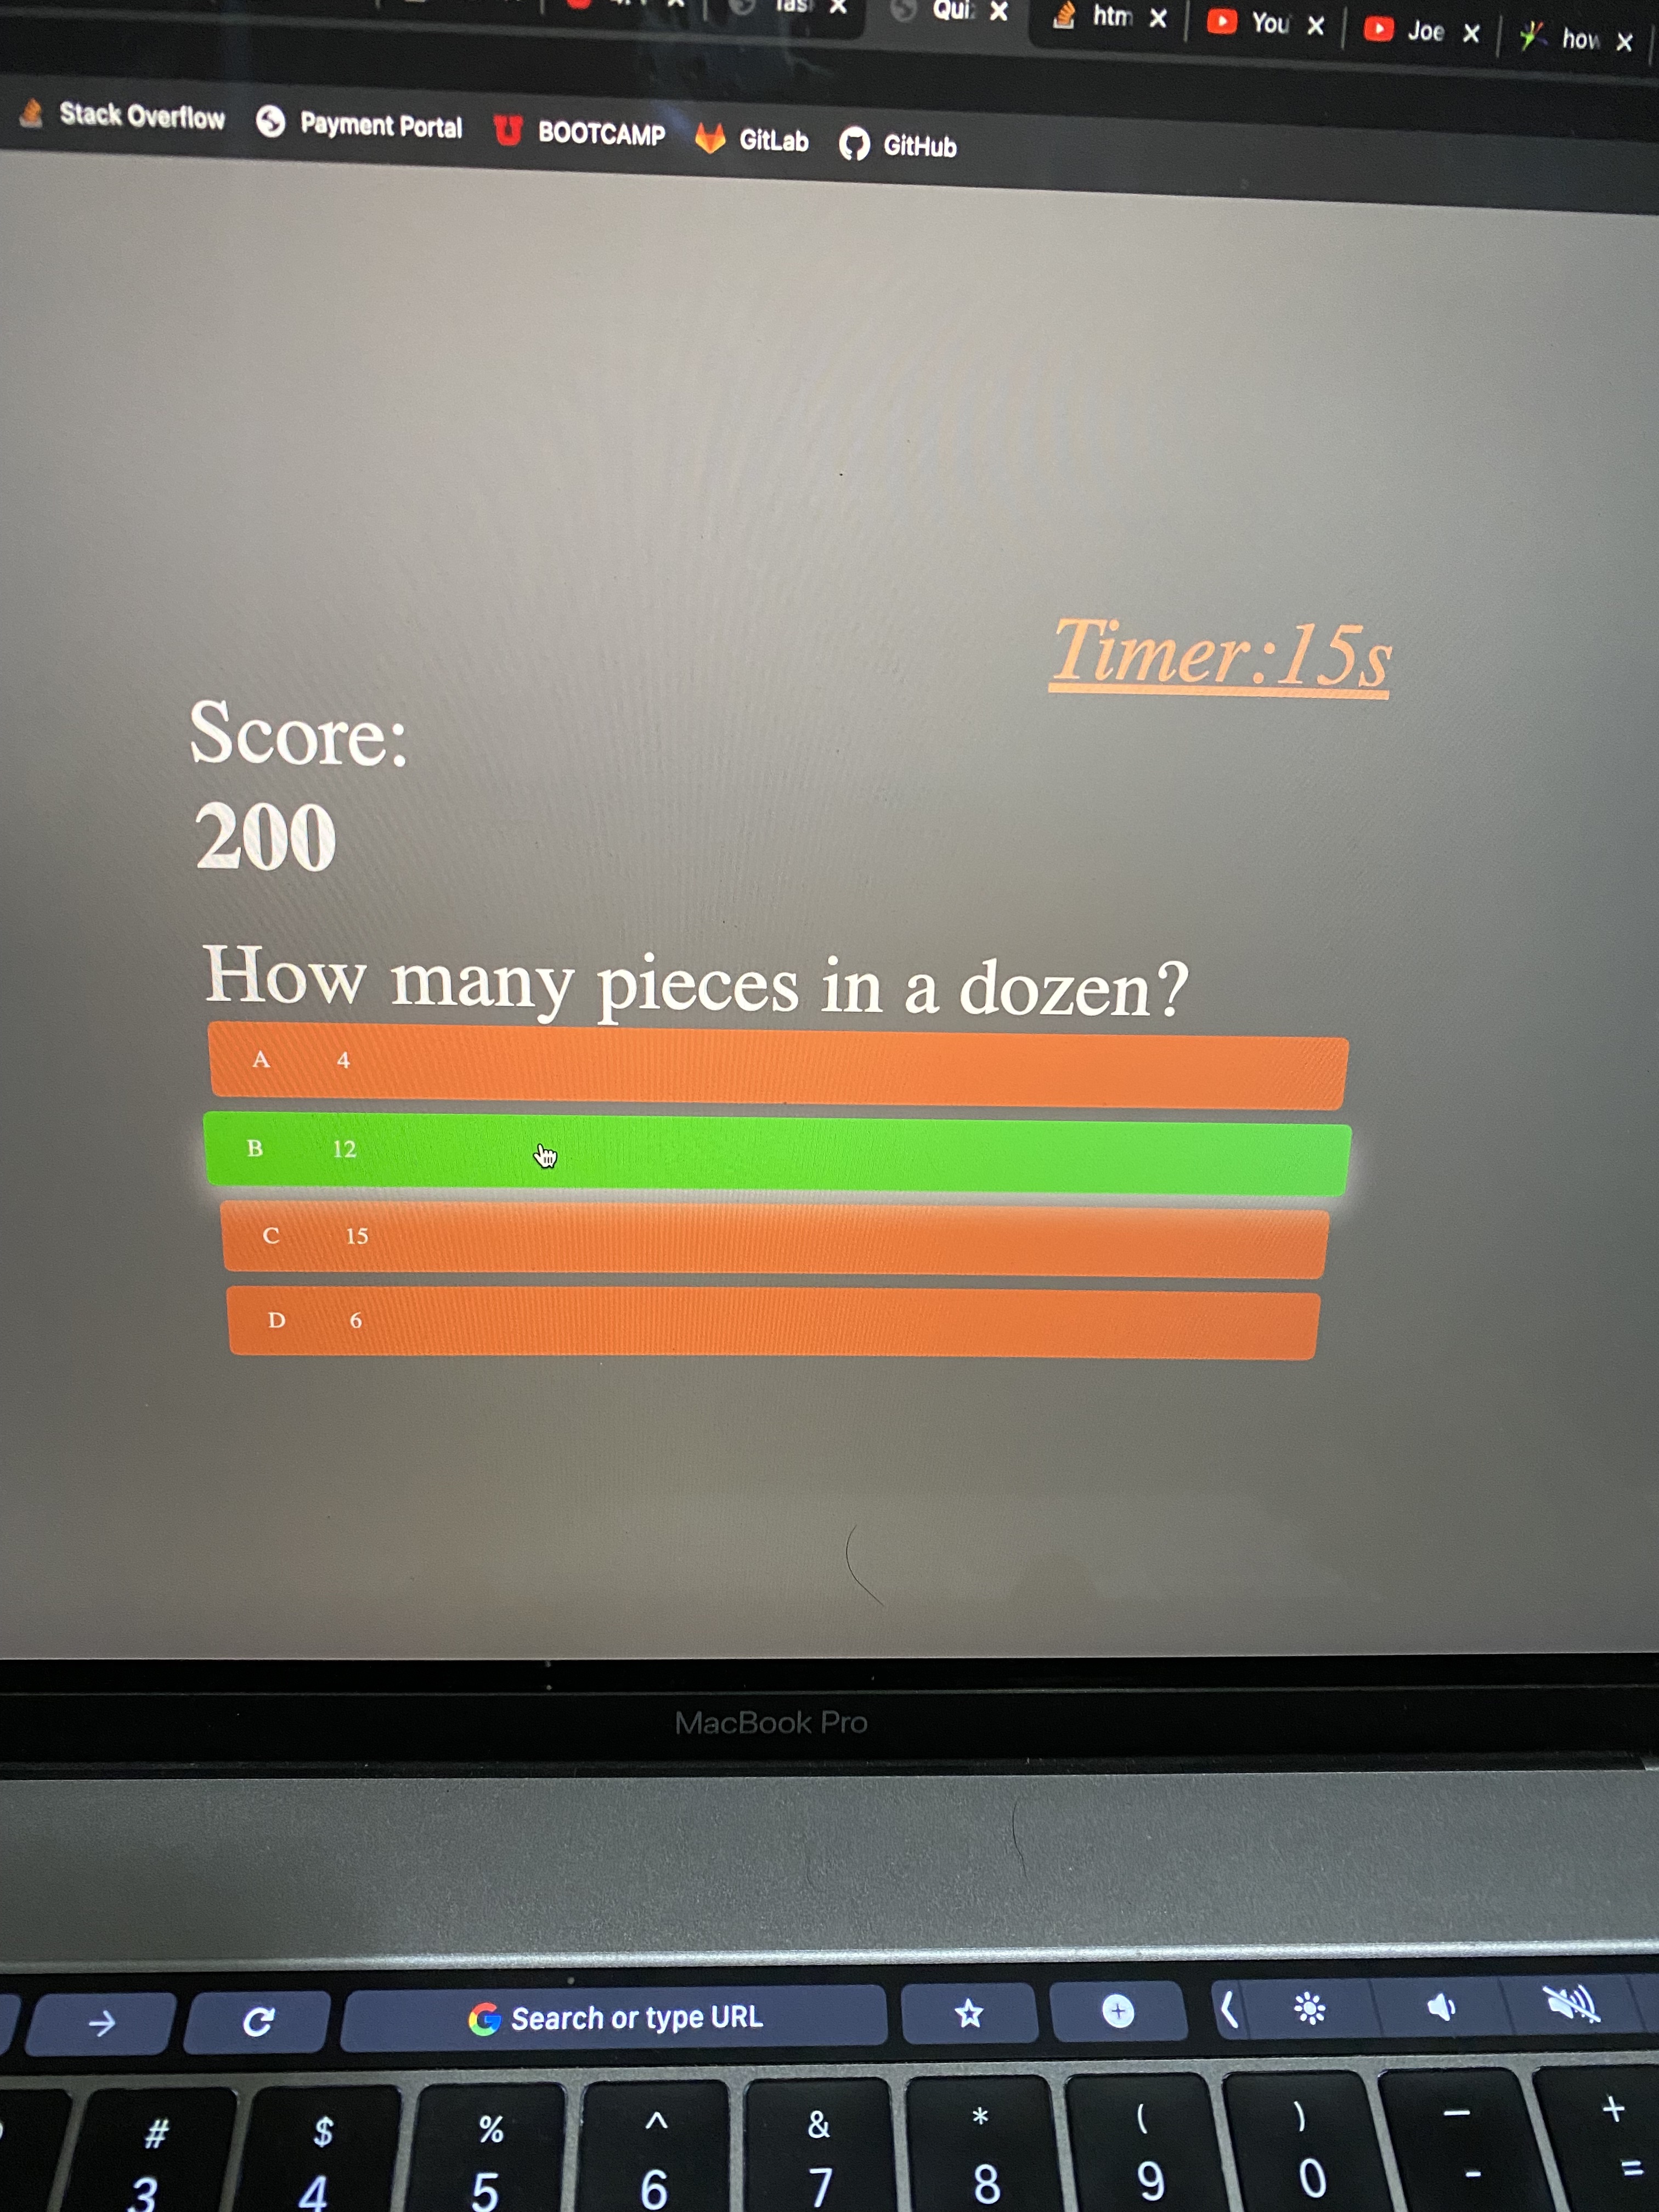 Qui
htm
You
Joe
how
Stack Overflow
Payment Portal
BOOTCAMP
GitLab
GitHub
Timer:15s
Score:
200
How many pieces in a dozen?
A 4
B 12
C 15
D 6
MacBook Pro
Search or type URL
# $ % ^ & * ( ) — +
3 4 5 6 7 8 9 0 - =